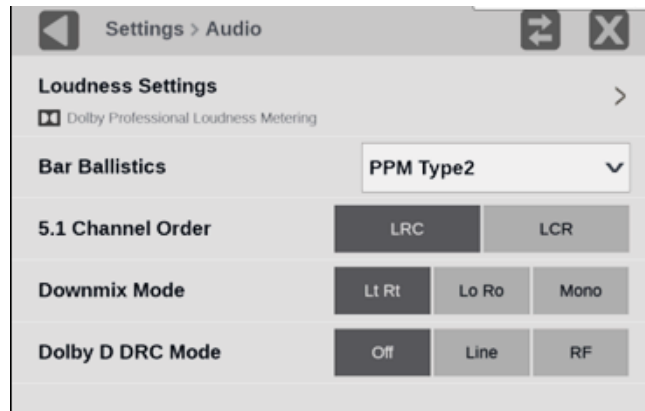 Settings > Audio
Loudness Settings >
Dolby Professional Loudness Metering
Bar Ballistics PPM Type2
5.1 Channel Order LRC LCR
Downmix Mode Lt Rt Lo Ro Mono
Dolby D DRC Mode Off Line RF